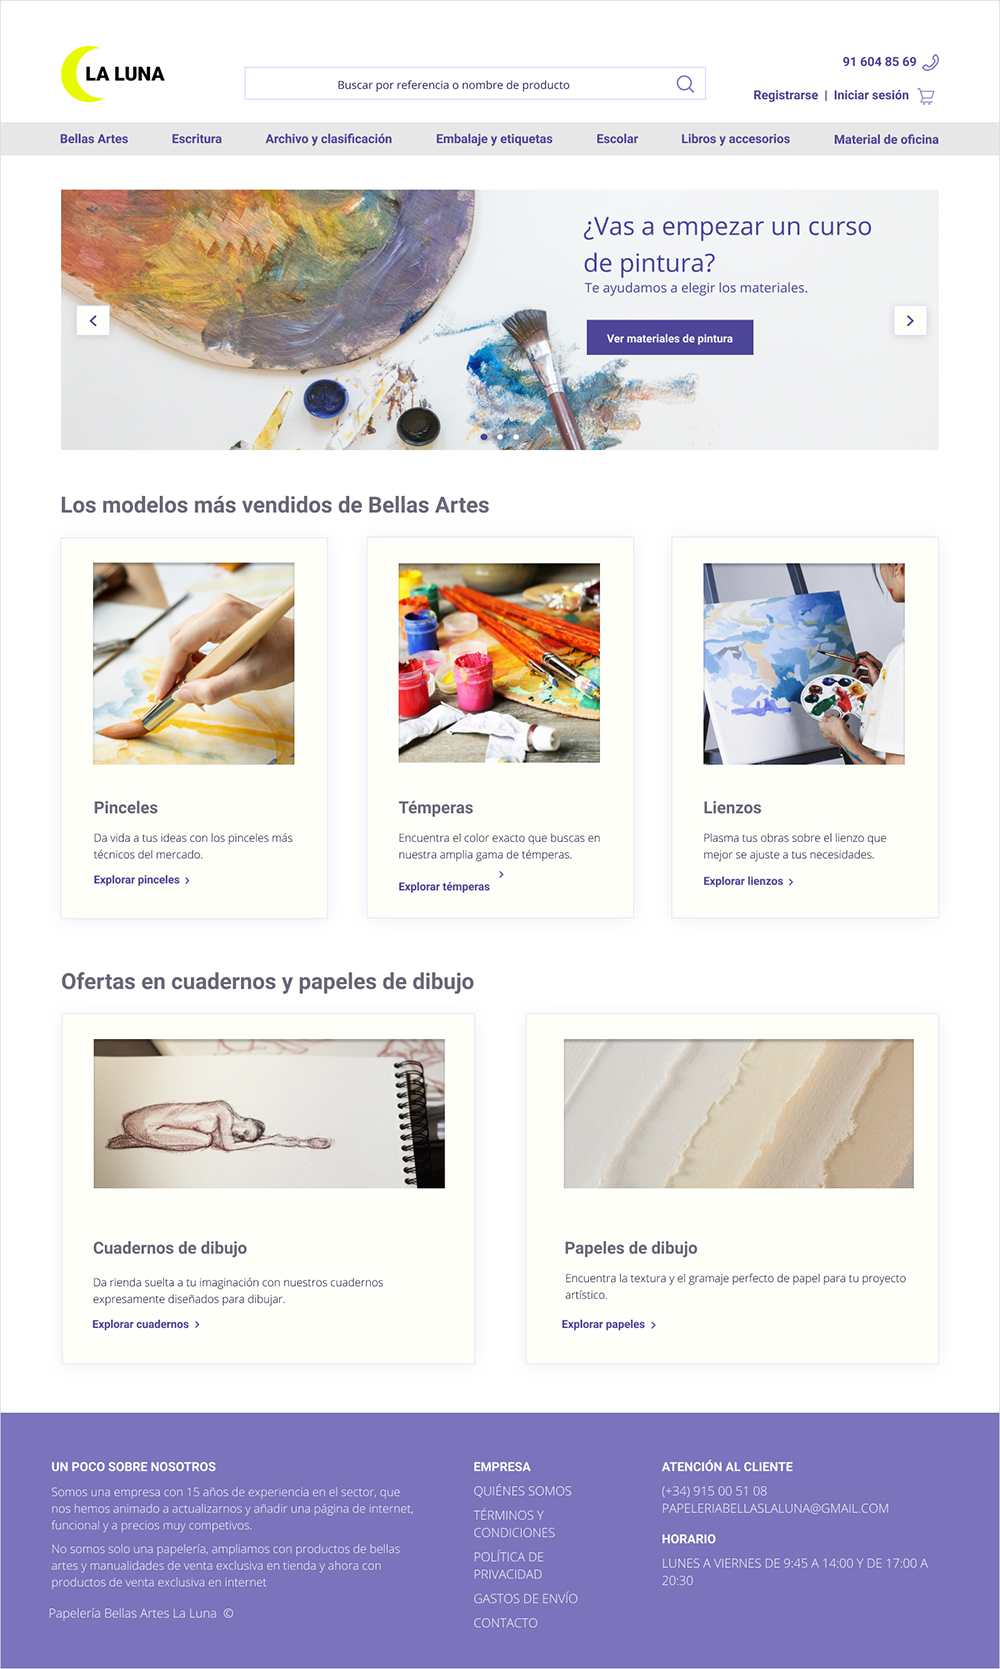 LA LUNA
Buscar por referencia o nombre de producto
91 604 85 69
Registrarse | Iniciar sesión
Bellas Artes
Escritura
Archivo y clasificación
Embalaje y etiquetas
Escolar
Libros y accesorios
Material de oficina
¿Vas a empezar un curso
de pintura?
Te ayudamos a elegir los materiales.
Ver materiales de pintura
Los modelos más vendidos de Bellas Artes
Pinceles
Da vida a tus ideas con los pinceles más
técnicos del mercado.
Explorar pinceles
Témperas
Encuentra el color exacto que buscas en
nuestra amplia gama de témperas.
Explorar témperas
Lienzos
Plasma tus obras sobre el lienzo que
mejor se ajuste a tus necesidades.
Explorar lienzos
Ofertas en cuadernos y papeles de dibujo
Cuadernos de dibujo
Da rienda suelta a tu imaginación con nuestros cuadernos
expresamente diseñados para dibujar.
Explorar cuadernos
Papeles de dibujo
Encuentra la textura y el gramaje perfecto de papel para tu proyecto
artístico.
Explorar papeles
UN POCO SOBRE NOSOTROS
Somos una empresa con 15 años de experiencia en el sector, que
nos hemos animado a actualizarnos y añadir una página de internet,
funcional y a precios muy competivos.
No somos solo una papelería, ampliamos con productos de bellas
artes y manualidades de venta exclusiva en tienda y ahora con
productos de venta exclusiva en internet
Papelería Bellas Artes La Luna ©
EMPRESA
QUIÉNES SOMOS
TÉRMINOS Y
CONDICIONES
POLÍTICA DE
PRIVACIDAD
GASTOS DE ENVÍO
CONTACTO
ATENCIÓN AL CLIENTE
(+34) 915 00 51 08
PAPELERIABELLASLALUNA@GMAIL.COM
HORARIO
LUNES A VIERNES DE 9:45 A 14:00 Y DE 17:00 A
20:30